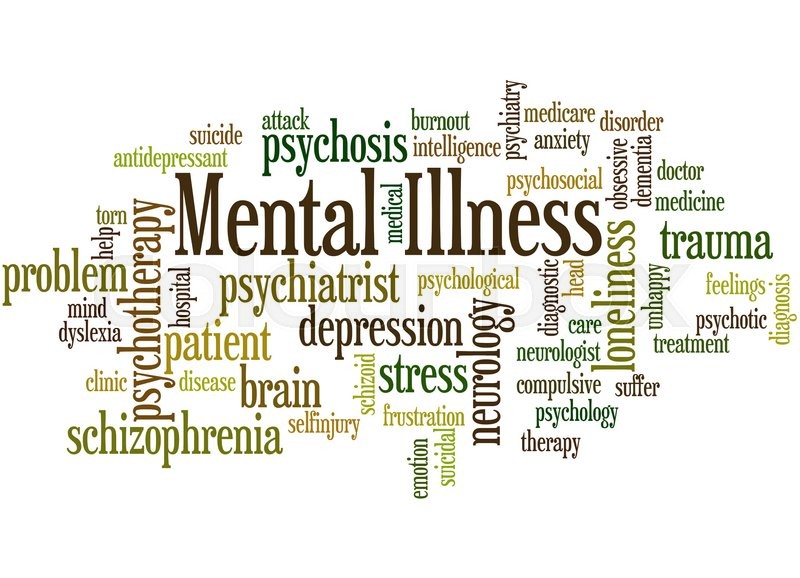 psychiatry
medicare
attack
burnout
disorder
suicide
psychosis
intelligence
anxiety
antidepressant
obsessive
dementia
doctor
psychosocial
medicine
Mental Illness
medical
torn
help
psychotherapy
loneliness
trauma
problem
hospital
psychiatrist
psychological
diagnostic
head
unhappy
feelings
diagnosis
mind
dyslexia
depression
neurology
care
psychotic
patient
neurologist
treatment
clinic
disease
brain
schizoid
stress
compulsive
suffer
schizophrenia
selfinjury
frustration
psychology
emotion
suicidal
therapy
colourbox